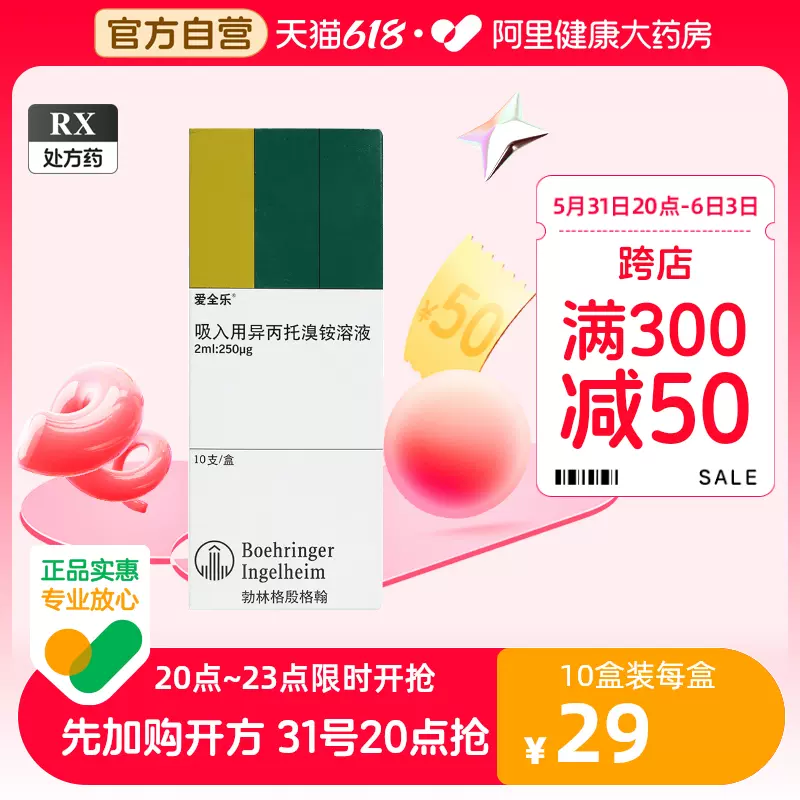 官方自营 天猫618 · 阿里健康大药房
RX
处方药
5月31日20点-6日3日
跨店
满300
减50
SALE
¥50
爱全乐®
吸入用异丙托溴铵溶液
2ml:250μg
10支/盒
Boehringer
Ingelheim
勃林格殷格翰
正品实惠
专业放心
20点~23点限时开抢
先加购开方 31号20点抢
10盒装每盒
¥29